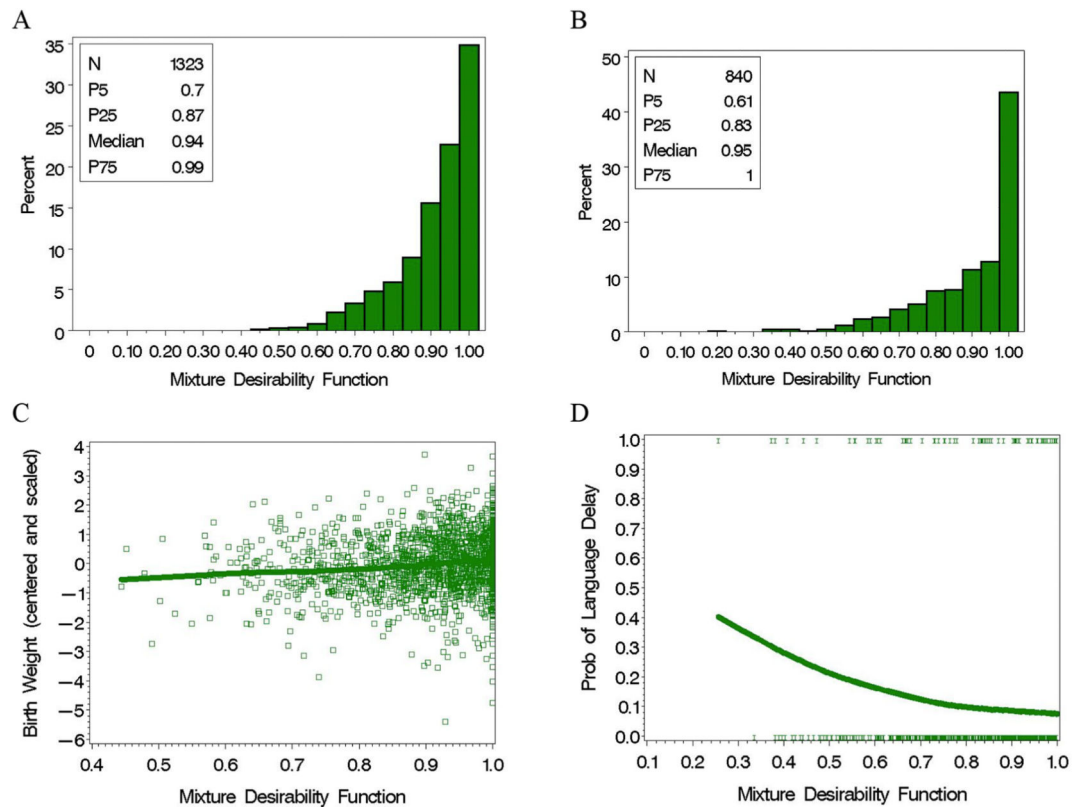 A
Percent
35
30
25
20
15
10
5
0
N 1323
P5 0.7
P25 0.87
Median 0.94
P75 0.99
0 0.10 0.20 0.30 0.40 0.50 0.60 0.70 0.80 0.90 1.00
Mixture Desirability Function
B
Percent
50
40
30
20
10
0
N 840
P5 0.61
P25 0.83
Median 0.95
P75 1
0 0.10 0.20 0.30 0.40 0.50 0.60 0.70 0.80 0.90 1.00
Mixture Desirability Function
C
Birth Weight (centered and scaled)
4
3
2
1
0
−1
−2
−3
−4
−5
−6
0.4 0.5 0.6 0.7 0.8 0.9 1.0
Mixture Desirability Function
D
Prob of Language Delay
1.0
0.9
0.8
0.7
0.6
0.5
0.4
0.3
0.2
0.1
0.0
0.1 0.2 0.3 0.4 0.5 0.6 0.7 0.8 0.9 1.0
Mixture Desirability Function